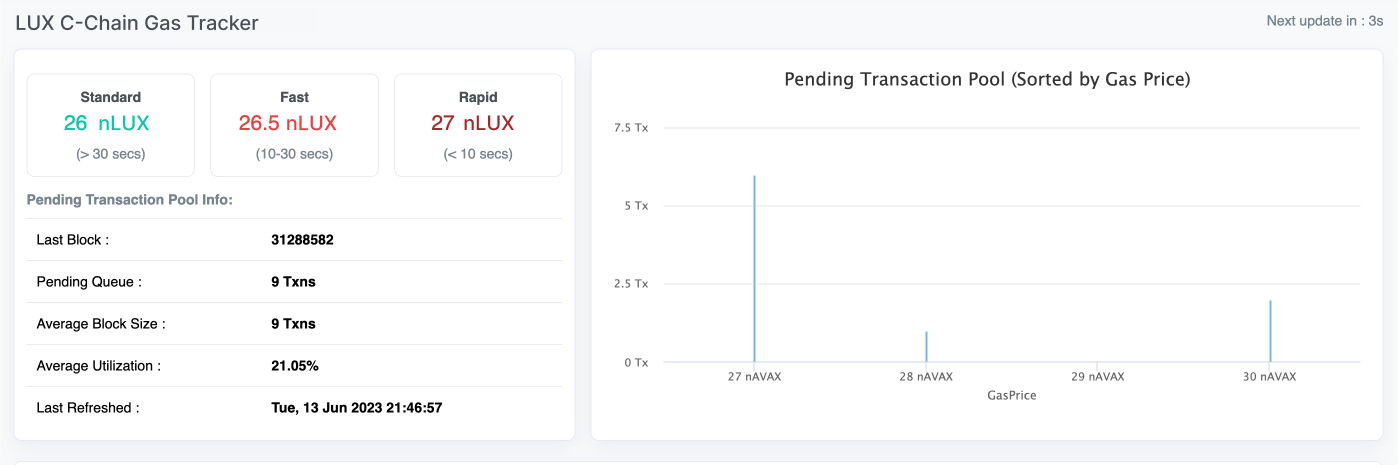 LUX C-Chain Gas Tracker
Next update in : 3s
Standard
26 nLUX
(> 30 secs)
Fast
26.5 nLUX
(10-30 secs)
Rapid
27 nLUX
(< 10 secs)
Pending Transaction Pool Info:
Last Block : 31288582
Pending Queue : 9 Txns
Average Block Size : 9 Txns
Average Utilization : 21.05%
Last Refreshed : Tue, 13 Jun 2023 21:46:57
Pending Transaction Pool (Sorted by Gas Price)
7.5 Tx
5 Tx
2.5 Tx
0 Tx
27 nAVAX 28 nAVAX 29 nAVAX 30 nAVAX
GasPrice